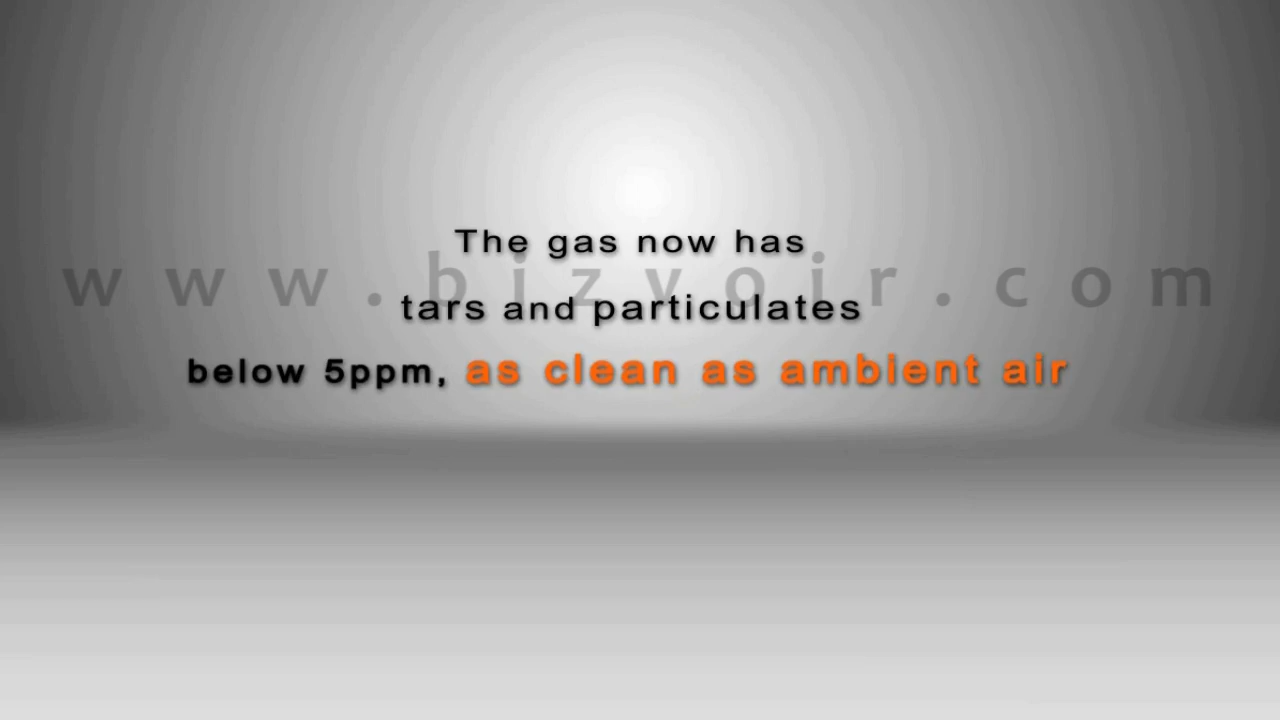 The gas now has
www.bizvoir.com
tars and particulates
below 5ppm, as clean as ambient air